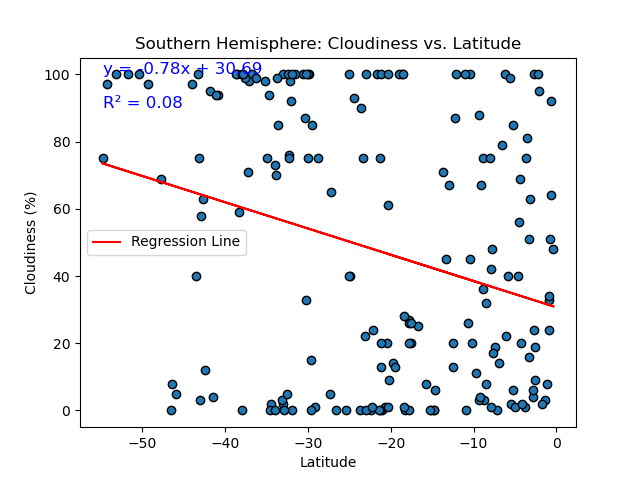 Southern Hemisphere: Cloudiness vs. Latitude
y = -0.78x + 30.69
R² = 0.08
Regression Line
Cloudiness (%)
100
80
60
40
20
0
−50
−40
−30
−20
−10
0
Latitude